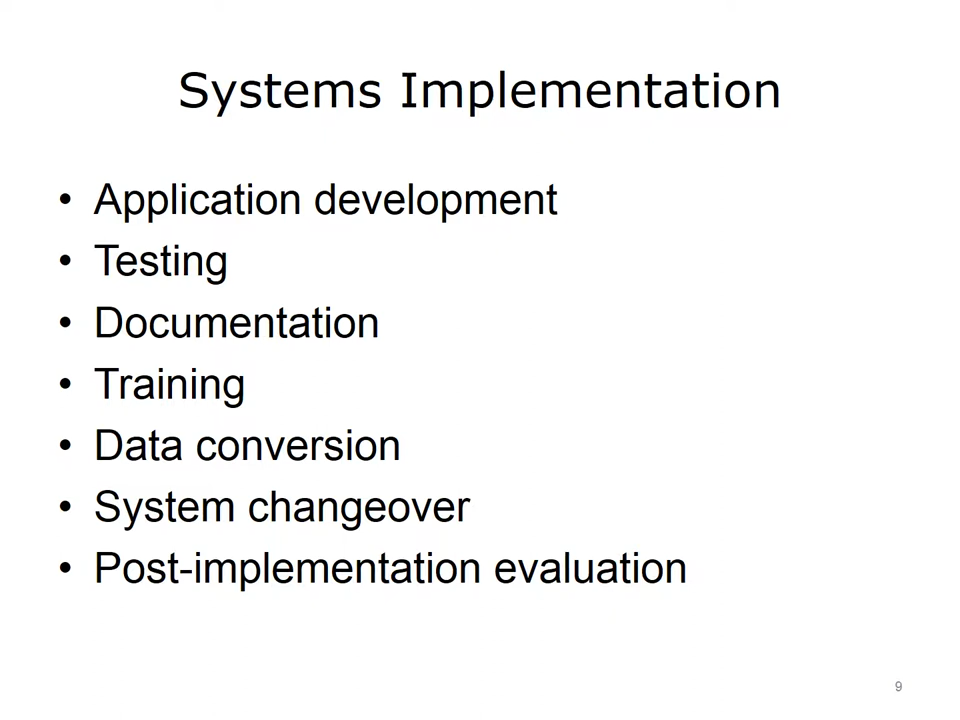 Systems Implementation
• Application development
• Testing
• Documentation
• Training
• Data conversion
• System changeover
• Post-implementation evaluation
9